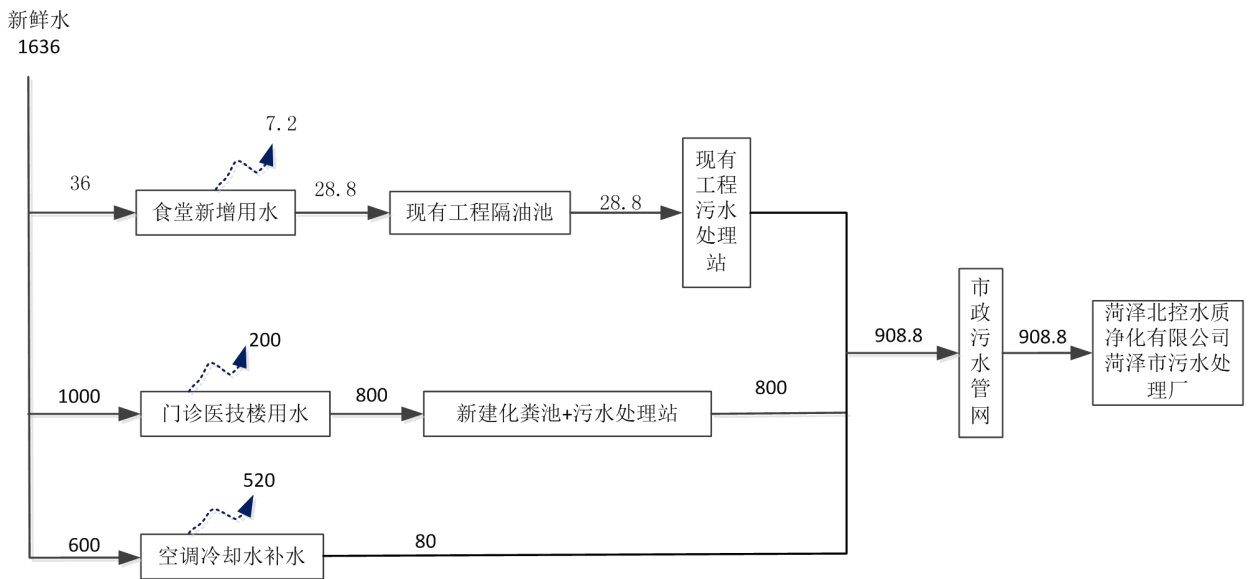 新鲜水
1636
7.2
36
食堂新增用水
28.8
现有工程隔油池
28.8
现有
工程
污水
处理
站
200
1000
门诊医技楼用水
800
新建化粪池+污水处理站
800
520
600
空调冷却水补水
80
908.8
市
政
污
水
管
网
908.8
菏泽北控水质
净化有限公司
菏泽市污水处
理厂